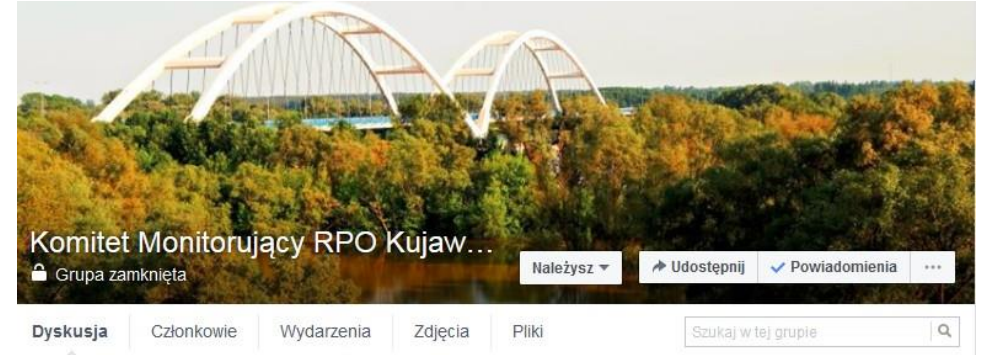 Komitet Monitorujący RPO Kujaw...
Grupa zamknięta
Należysz
Udostępnij
Powiadomienia
Dyskusja
Członkowie
Wydarzenia
Zdjęcia
Pliki
Szukaj w tej grupie